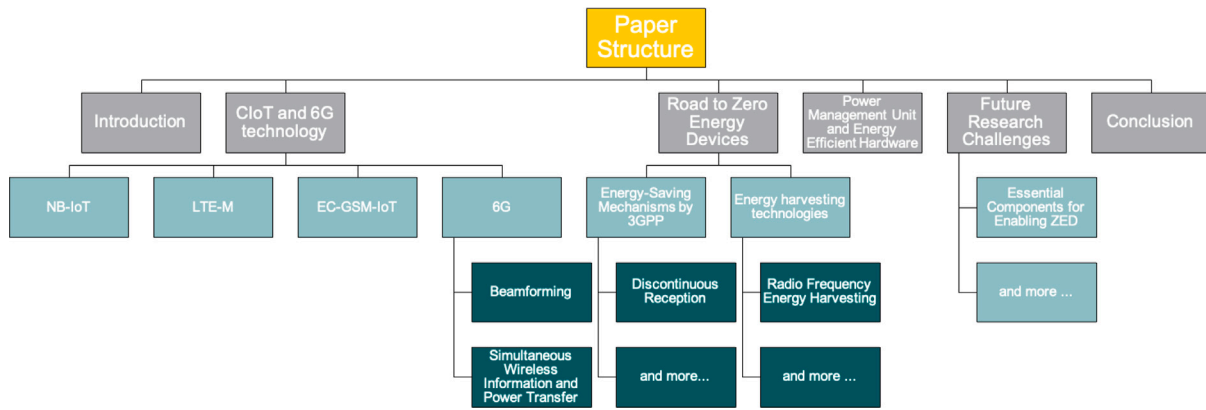 Paper
Structure
Introduction
CIoT and 6G
technology
Road to Zero
Energy
Devices
Power
Management Unit
and Energy
Efficient Hardware
Future
Research
Challenges
Conclusion
NB-IoT
LTE-M
EC-GSM-IoT
6G
Energy-Saving
Mechanisms by
3GPP
Energy harvesting
technologies
Essential
Components for
Enabling ZED
Beamforming
Discontinuous
Reception
Radio Frequency
Energy Harvesting
and more ...
Simultaneous
Wireless
Information and
Power Transfer
and more...
and more ...